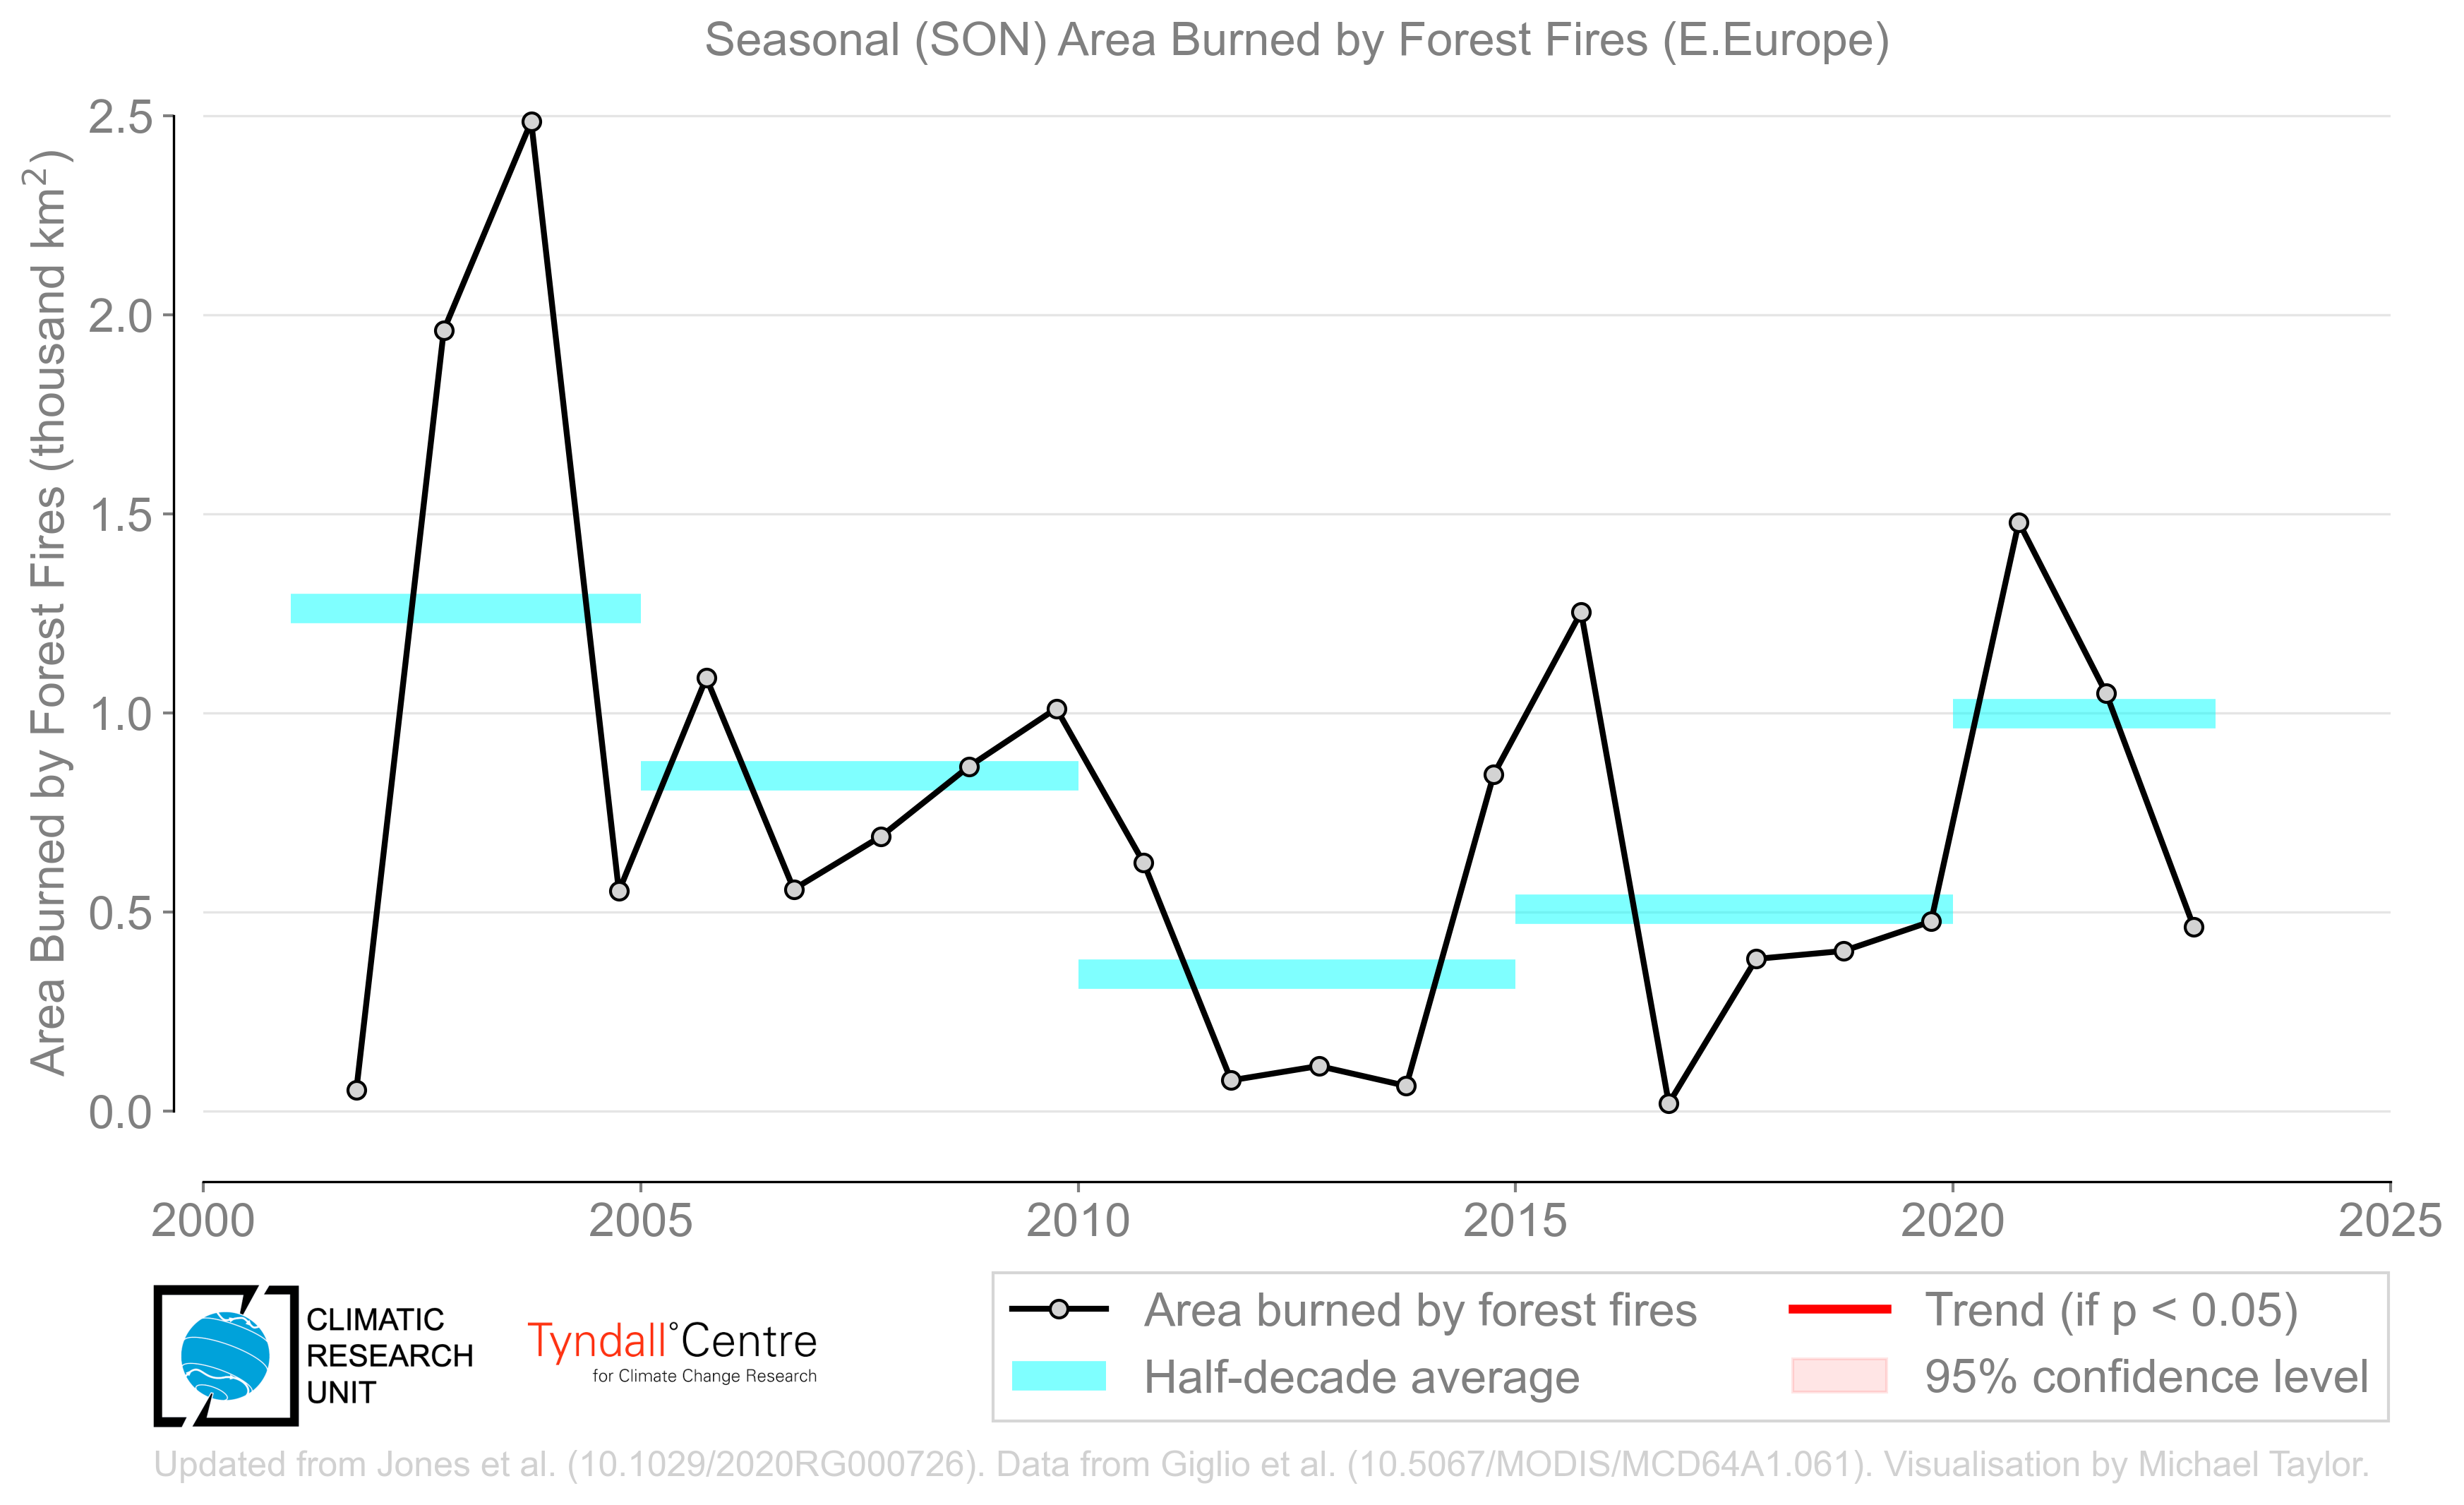 Seasonal (SON) Area Burned by Forest Fires (E.Europe)
Area Burned by Forest Fires (thousand km²)
2.5
2.0
1.5
1.0
0.5
0.0
2000
2005
2010
2015
2020
2025
CLIMATIC
RESEARCH
UNIT
Tyndall°Centre
for Climate Change Research
Area burned by forest fires
Half-decade average
Trend (if p < 0.05)
95% confidence level
Updated from Jones et al. (10.1029/2020RG000726). Data from Giglio et al. (10.5067/MODIS/MCD64A1.061). Visualisation by Michael Taylor.